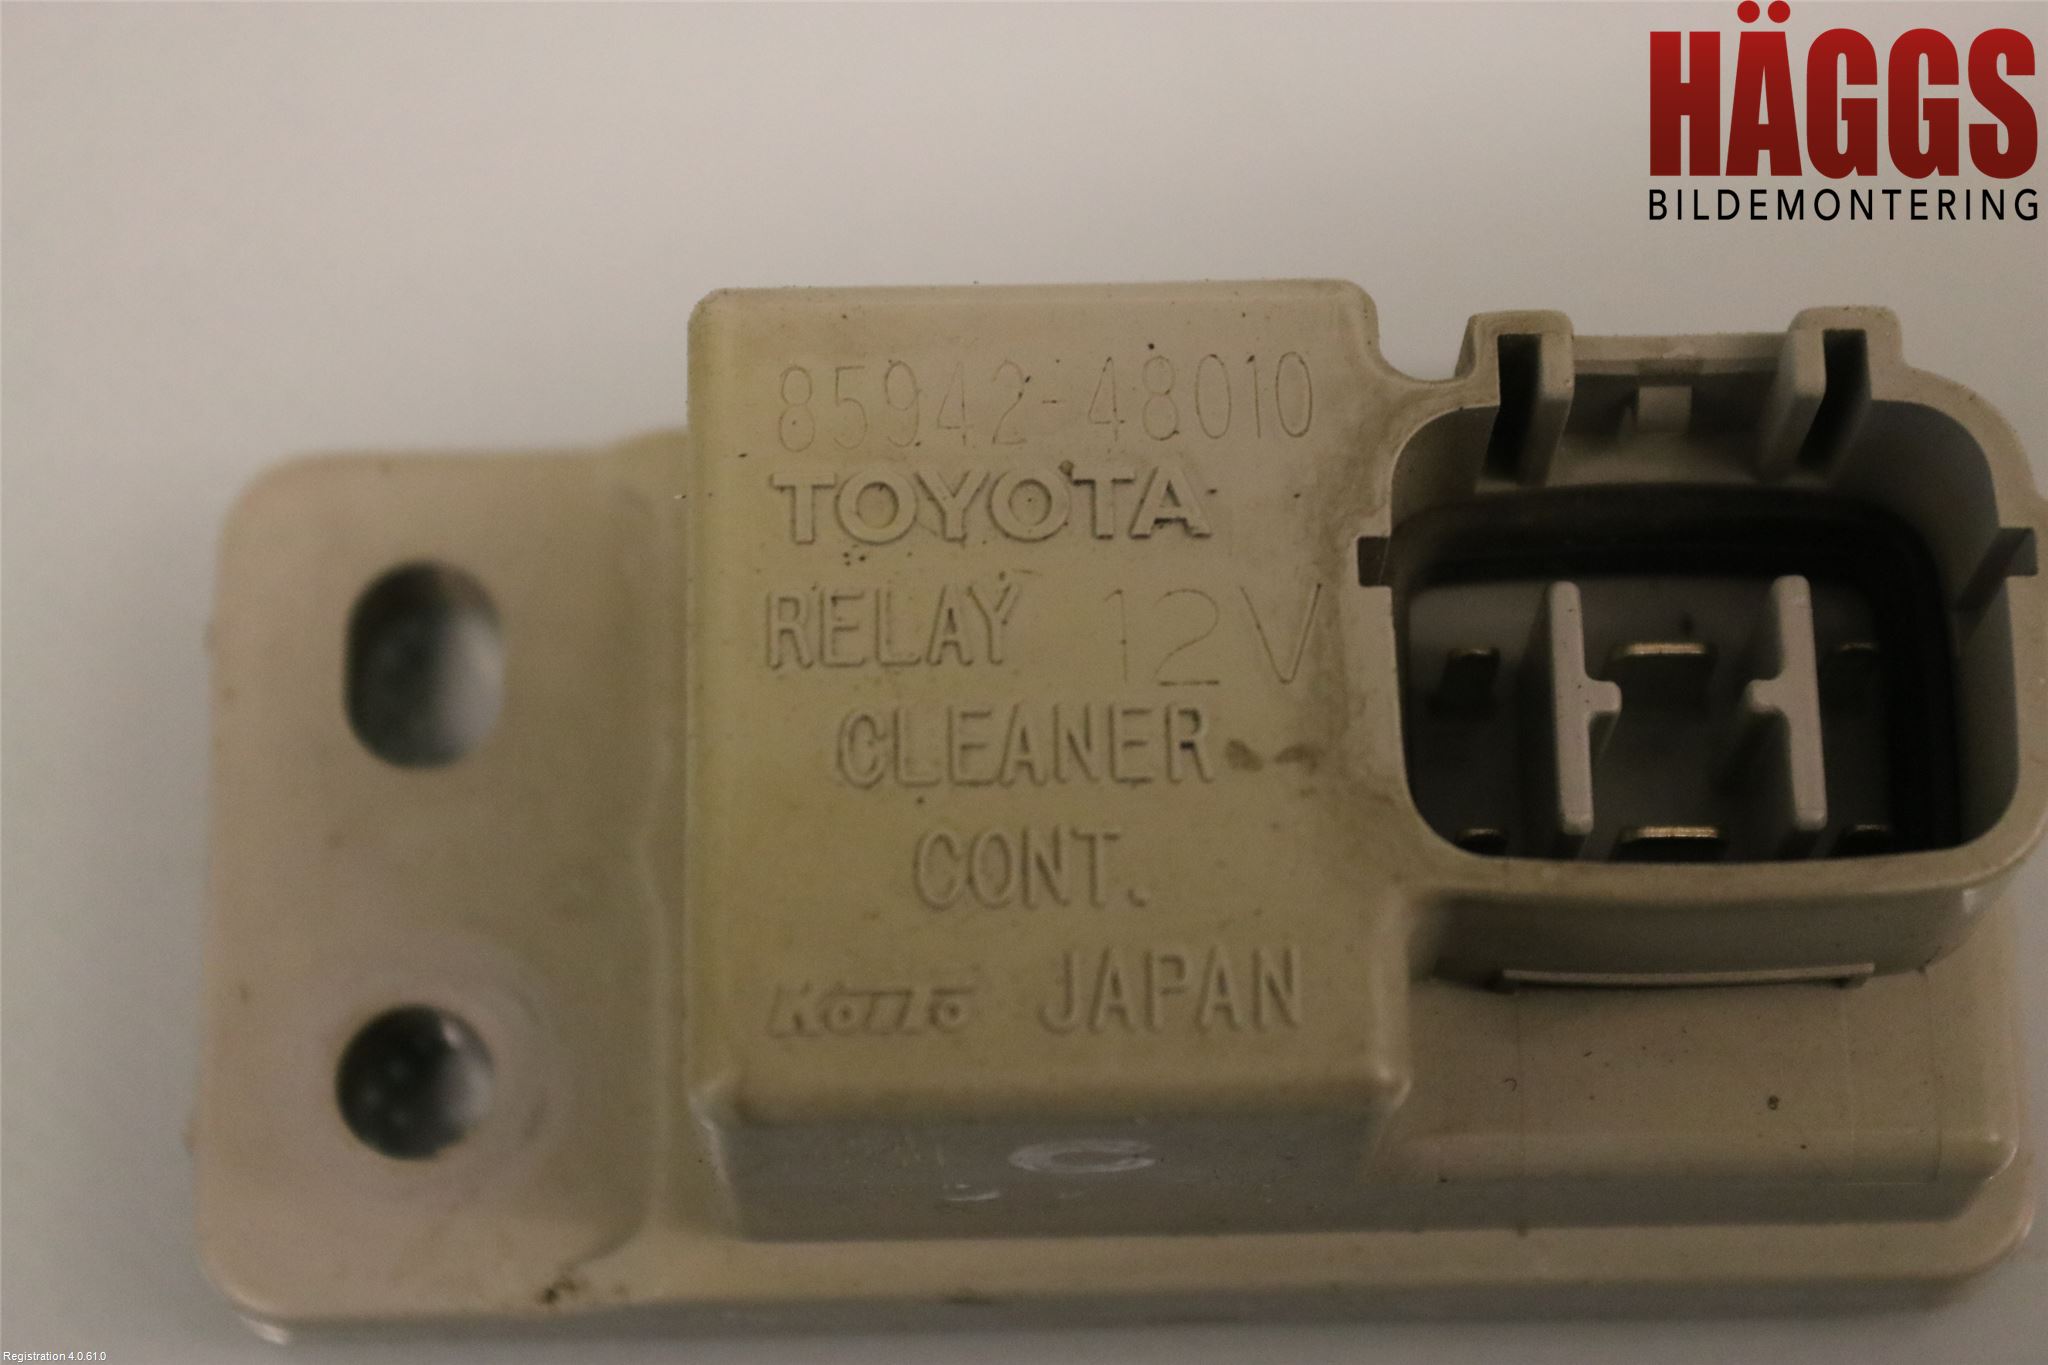 HÄGGS
BILDEMONTERING
85942-48010
TOYOTA
RELAY 12V
CLEANER
CONT.
KOITO JAPAN
C
Registration 4.0.61.0